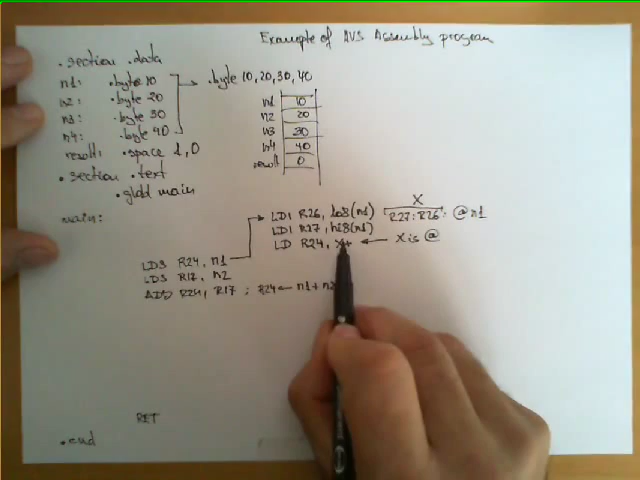 Example of AVS Assembly program
.section .data
n1: .byte 10
n2: .byte 20
n3: .byte 30
n4: .byte 40
result: .space 1,0
.byte 10,20,30,40
n1 10
n2 20
n3 30
n4 40
result 0
.section .text
.globl main
main:
LDI R26, lo8(n1)
LDI R27, hi8(n1)
LD R24, X+
X
R27:R26: @n1
X is @
LDS R24, n1
LDS R17, n2
ADD R24, R17 ; R24 ← n1+n2
RET
.end